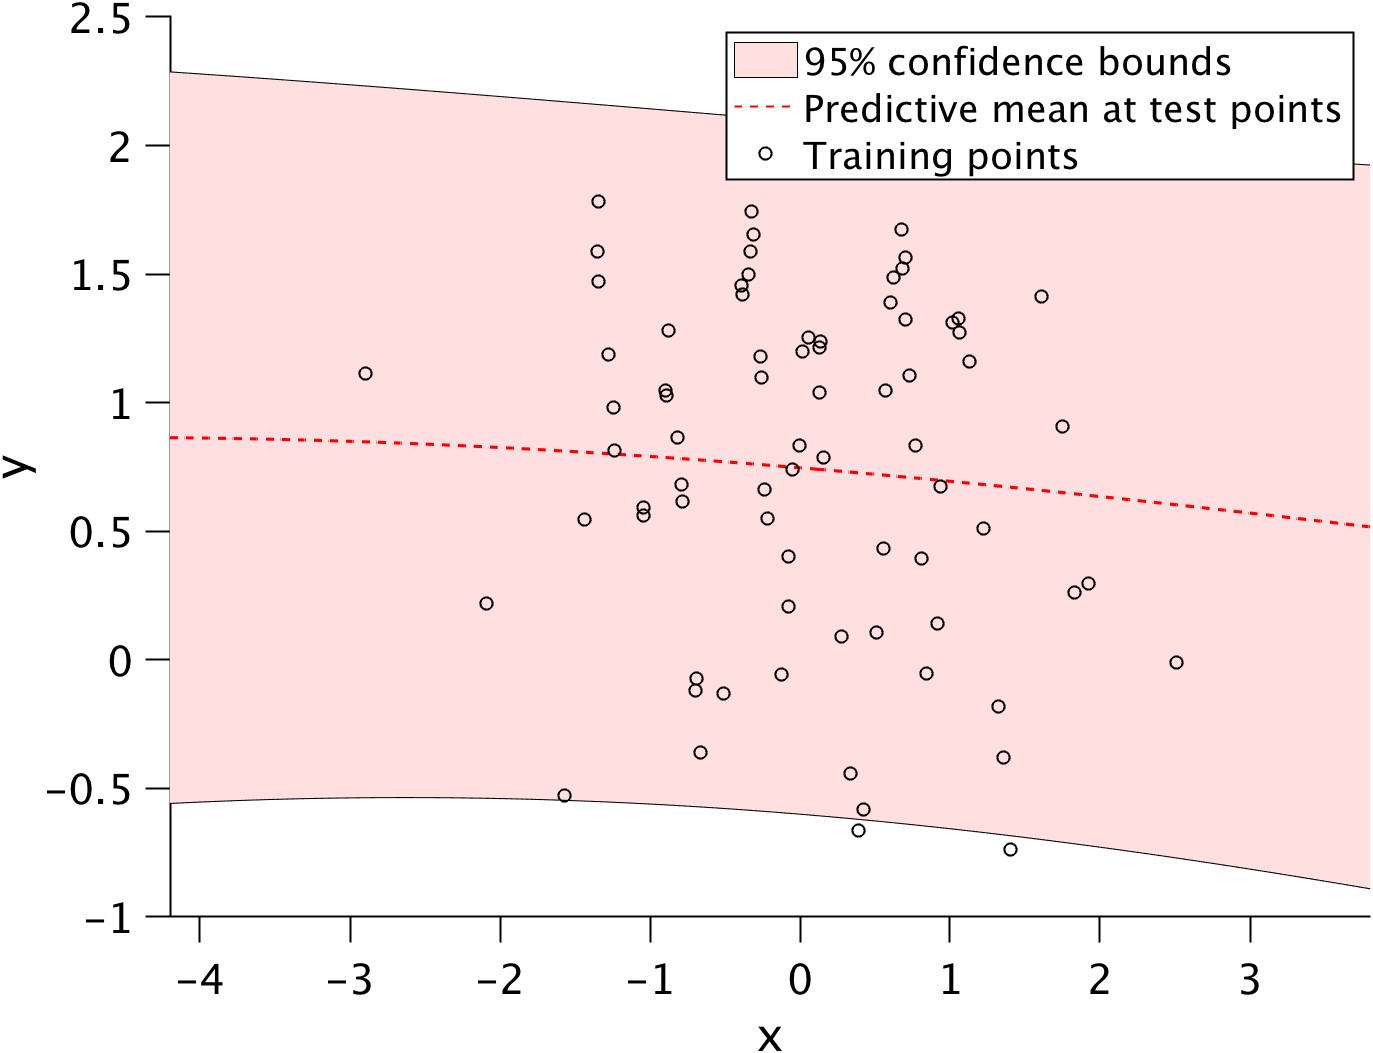 2.5
95% confidence bounds
Predictive mean at test points
Training points
2
1.5
1
0.5
0
−0.5
−1
y
−4 −3 −2 −1 0 1 2 3
x